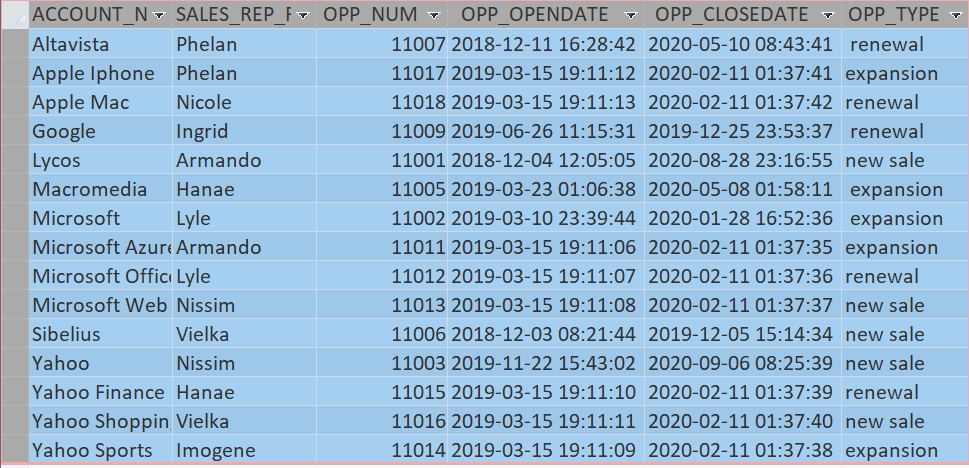 ACCOUNT_N SALES_REP_F OPP_NUM OPP_OPENDATE OPP_CLOSEDATE OPP_TYPE
Altavista Phelan 11007 2018-12-11 16:28:42 2020-05-10 08:43:41 renewal
Apple Iphone Phelan 11017 2019-03-15 19:11:12 2020-02-11 01:37:41 expansion
Apple Mac Nicole 11018 2019-03-15 19:11:13 2020-02-11 01:37:42 renewal
Google Ingrid 11009 2019-06-26 11:15:31 2019-12-25 23:53:37 renewal
Lycos Armando 11001 2018-12-04 12:05:05 2020-08-28 23:16:55 new sale
Macromedia Hanae 11005 2019-03-23 01:06:38 2020-05-08 01:58:11 expansion
Microsoft Lyle 11002 2019-03-10 23:39:44 2020-01-28 16:52:36 expansion
Microsoft Azure Armando 11011 2019-03-15 19:11:06 2020-02-11 01:37:35 expansion
Microsoft Offic Lyle 11012 2019-03-15 19:11:07 2020-02-11 01:37:36 renewal
Microsoft Web Nissim 11013 2019-03-15 19:11:08 2020-02-11 01:37:37 new sale
Sibelius Vielka 11006 2018-12-03 08:21:44 2019-12-05 15:14:34 new sale
Yahoo Nissim 11003 2019-11-22 15:43:02 2020-09-06 08:25:39 new sale
Yahoo Finance Hanae 11015 2019-03-15 19:11:10 2020-02-11 01:37:39 renewal
Yahoo Shopping Vielka 11016 2019-03-15 19:11:11 2020-02-11 01:37:40 new sale
Yahoo Sports Imogene 11014 2019-03-15 19:11:09 2020-02-11 01:37:38 expansion